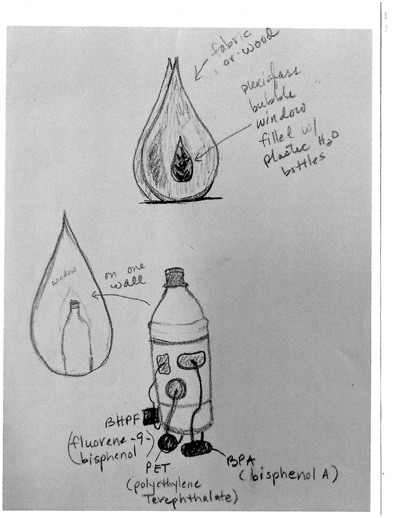 fabric
or wood
plexiglass
bubble
window
filled w/
plastic H2O
bottles
window
on one
wall
BHPF
(fluorene-9-
bisphenol)
PET
(polyethylene
Terephthalate)
BPA
(bisphenol A)